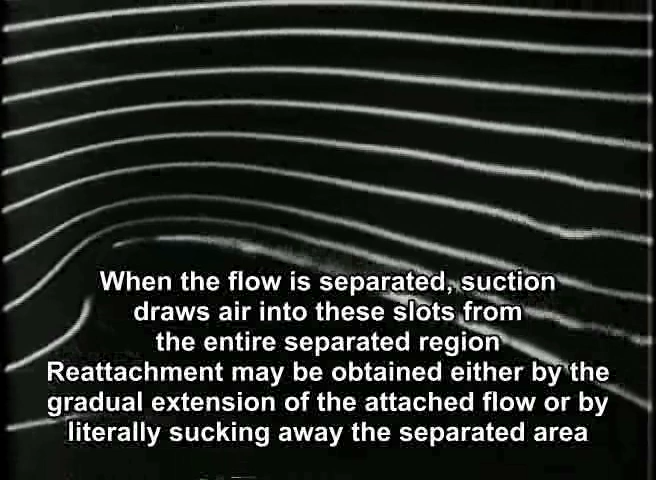 When the flow is separated, suction
draws air into these slots from
the entire separated region
Reattachment may be obtained either by the
gradual extension of the attached flow or by
literally sucking away the separated area